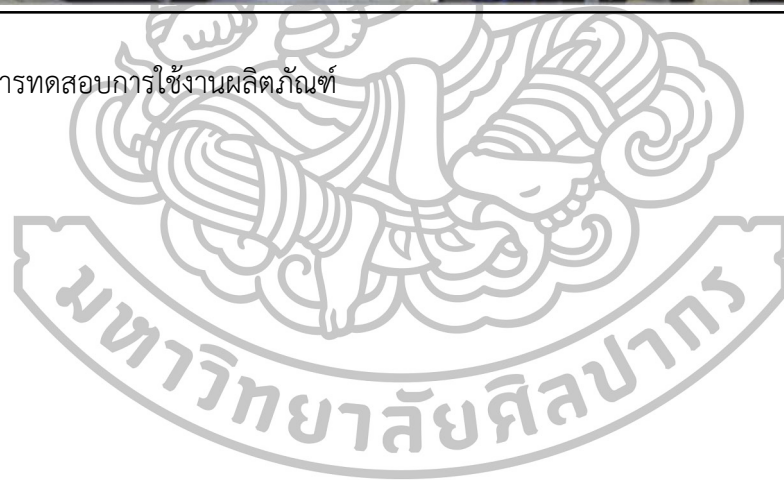 ารทดสอบการใช้งานผลิตภัณฑ์
มหาวิทยาลัยศิลปากร